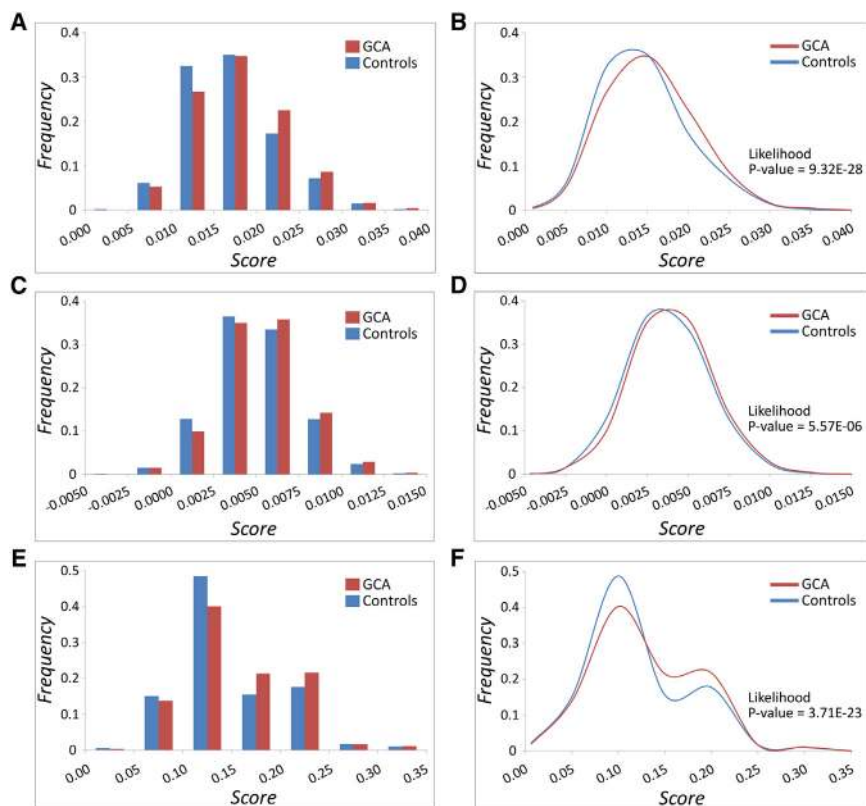 A
0.4
0.3
0.2
0.1
0
Frequency
GCA
Controls
0.000
0.005
0.010
0.015
0.020
0.025
0.030
0.035
0.040
Score
B
0.4
0.3
0.2
0.1
0
Frequency
GCA
Controls
Likelihood
P-value = 9.32E-28
0.000
0.005
0.010
0.015
0.020
0.025
0.030
0.035
0.040
Score
C
0.4
0.3
0.2
0.1
0
Frequency
GCA
Controls
-0.0050
-0.0025
0.0000
0.0025
0.0050
0.0075
0.0100
0.0125
0.0150
Score
D
0.4
0.3
0.2
0.1
0
Frequency
GCA
Controls
Likelihood
P-value = 5.57E-06
-0.0050
-0.0025
0.0000
0.0025
0.0050
0.0075
0.0100
0.0125
0.0150
Score
E
0.5
0.4
0.3
0.2
0.1
0
Frequency
GCA
Controls
0.00
0.05
0.10
0.15
0.20
0.25
0.30
0.35
Score
F
0.5
0.4
0.3
0.2
0.1
0
Frequency
GCA
Controls
Likelihood
P-value = 3.71E-23
0.00
0.05
0.10
0.15
0.20
0.25
0.30
0.35
Score